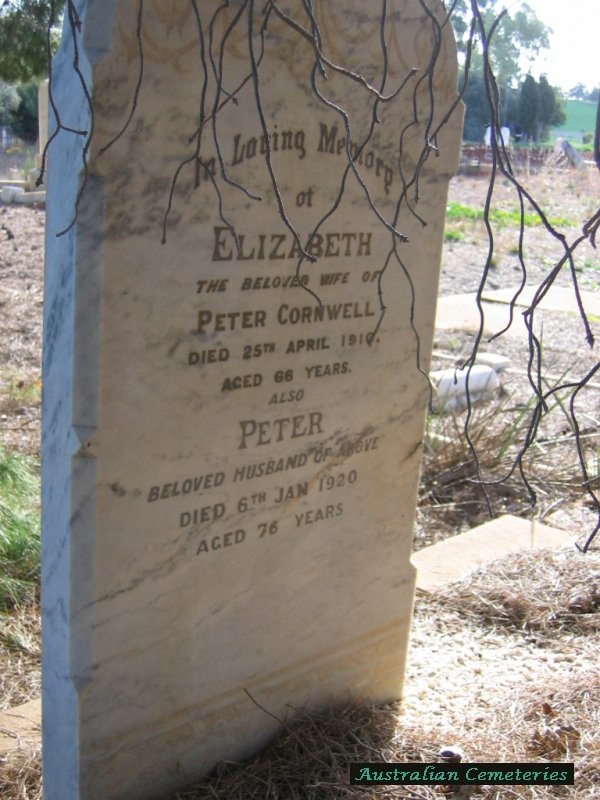 In Loving Memory
of
ELIZABETH
THE BELOVED WIFE OF
PETER CORNWELL
DIED 25TH APRIL 1910,
AGED 66 YEARS.
ALSO
PETER
BELOVED HUSBAND OF ABOVE
DIED 6TH JAN 1920
AGED 76 YEARS
Australian Cemeteries